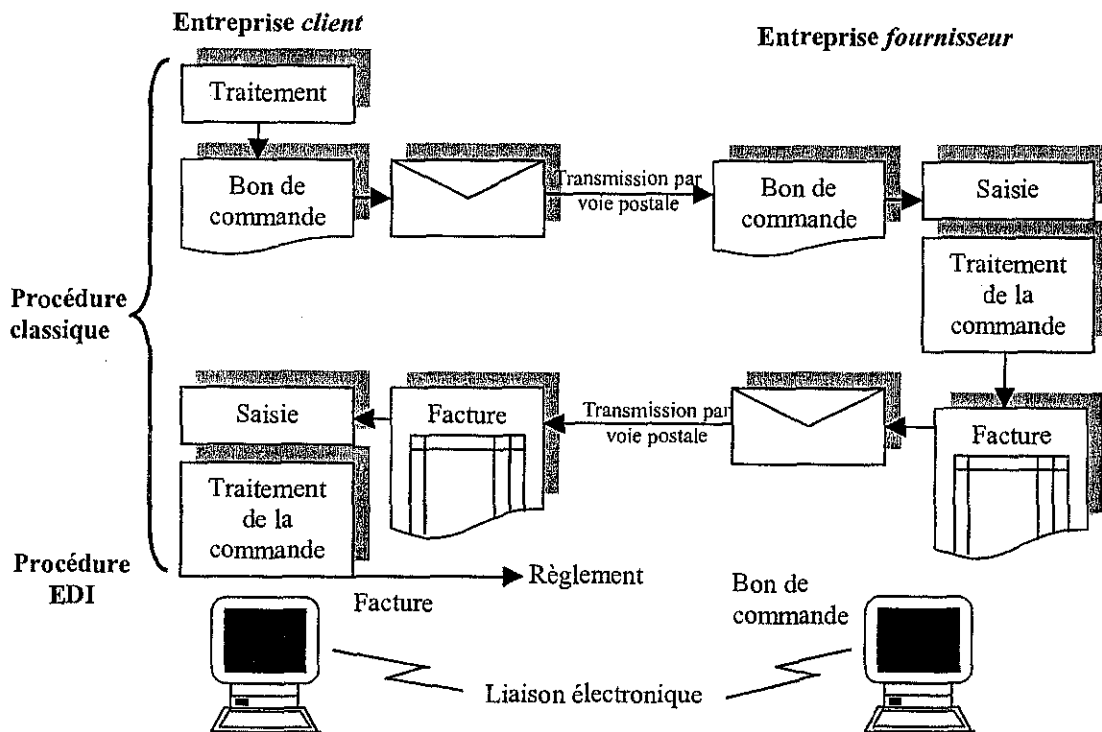 Entreprise client
Entreprise fournisseur
Traitement
Bon de
commande
Transmission par
voie postale
Bon de
commande
Saisie
Traitement
de la
commande
Procédure
classique
Saisie
Facture
Transmission par
voie postale
Facture
Traitement
de la
commande
Procédure
EDI
Règlement
Facture
Bon de
commande
Liaison électronique